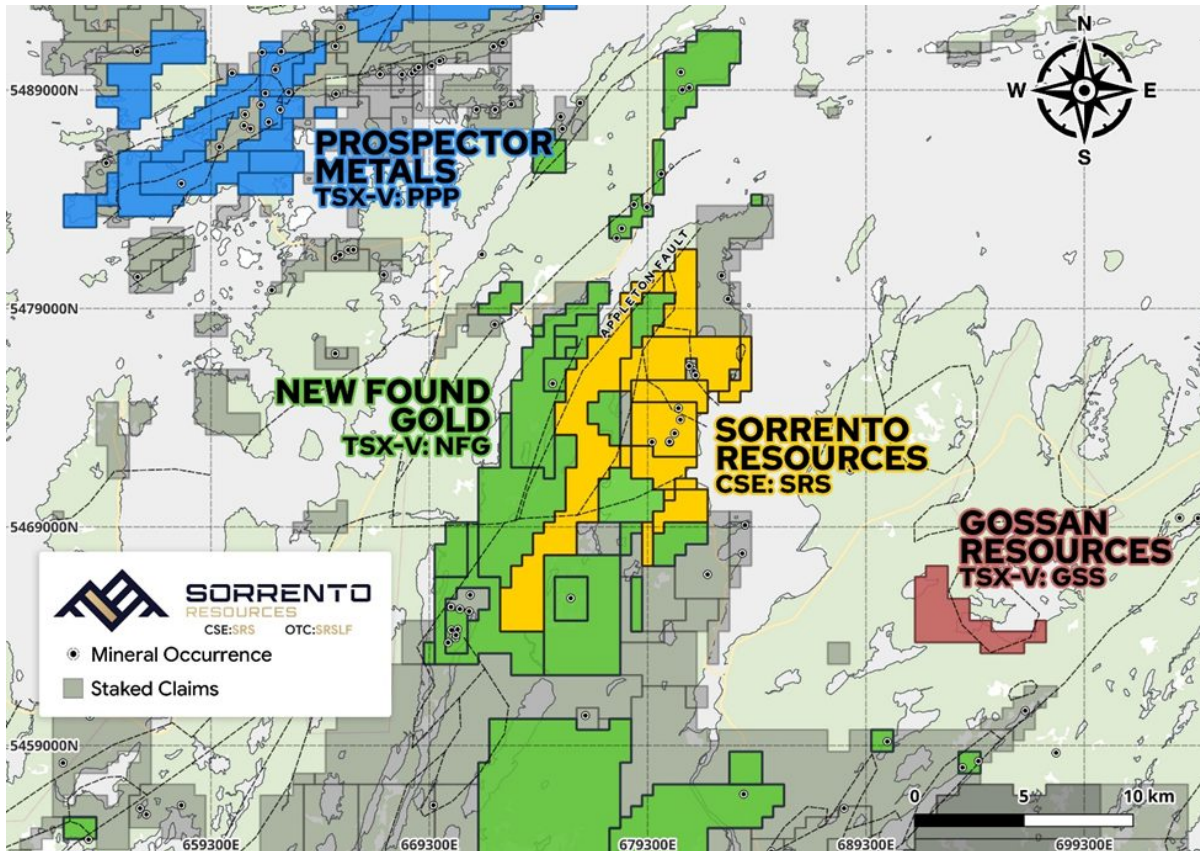 N
W
E
S
5489000N
PROSPECTOR
METALS
TSX-V: PPP
APPLETON FAULT
5479000N
NEW FOUND
GOLD
TSX-V: NFG
SORRENTO
RESOURCES
CSE: SRS
5469000N
GOSSAN
RESOURCES
TSX-V: GSS
SORRENTO
RESOURCES
CSE:SRS OTC:SRSLF
Mineral Occurrence
Staked Claims
5459000N
0 5 10 km
659300E 669300E 679300E 689300E 699300E